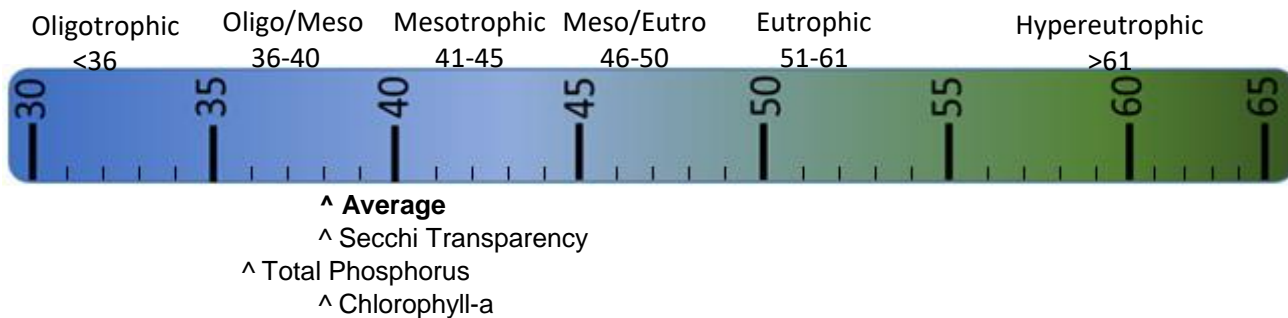 Oligotrophic Oligo/Meso Mesotrophic Meso/Eutro Eutrophic Hypereutrophic
<36 36-40 41-45 46-50 51-61 >61
30 35 40 45 50 55 60 65
^ Average
^ Secchi Transparency
^ Total Phosphorus
^ Chlorophyll-a